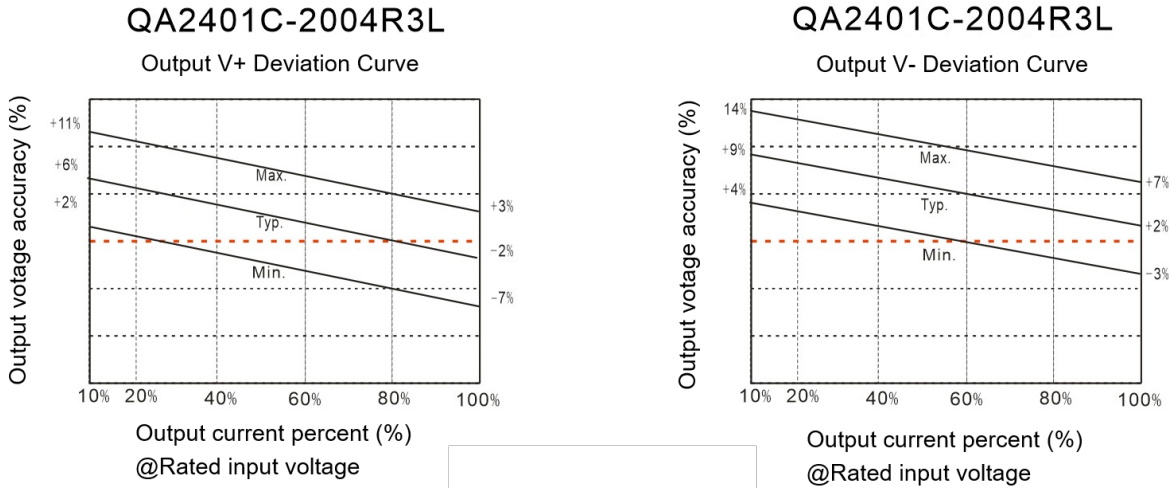 QA2401C-2004R3L
Output V+ Deviation Curve
Output votage accuracy (%)
+11%
+6%
+2%
Max.
Typ.
Min.
+3%
-2%
-7%
10% 20% 40% 60% 80% 100%
Output current percent (%)
@Rated input voltage
QA2401C-2004R3L
Output V- Deviation Curve
Output votage accuracy (%)
14%
+9%
+4%
Max.
Typ.
Min.
+7%
+2%
-3%
10% 20% 40% 60% 80% 100%
Output current percent (%)
@Rated input voltage